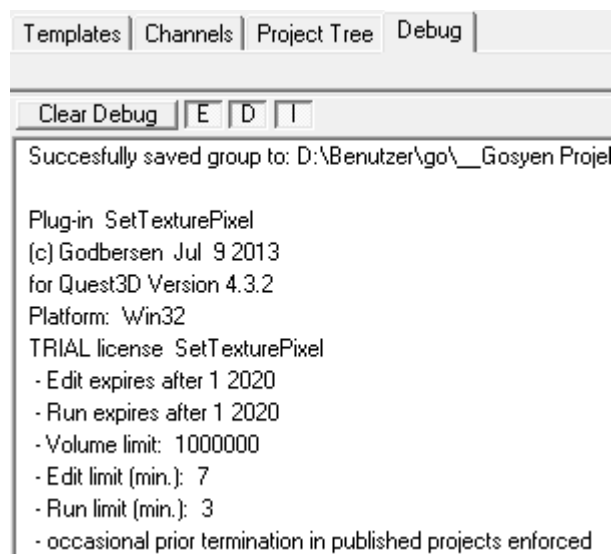 Templates Channels Project Tree Debug
Clear Debug E D I
Succesfully saved group to: D:\Benutzer\go\__Gosyen Projel
Plug-in SetTexturePixel
(c) Godbersen Jul 9 2013
for Quest3D Version 4.3.2
Platform: Win32
TRIAL license SetTexturePixel
- Edit expires after 1 2020
- Run expires after 1 2020
- Volume limit: 1000000
- Edit limit (min.): 7
- Run limit (min.): 3
- occasional prior termination in published projects enforced